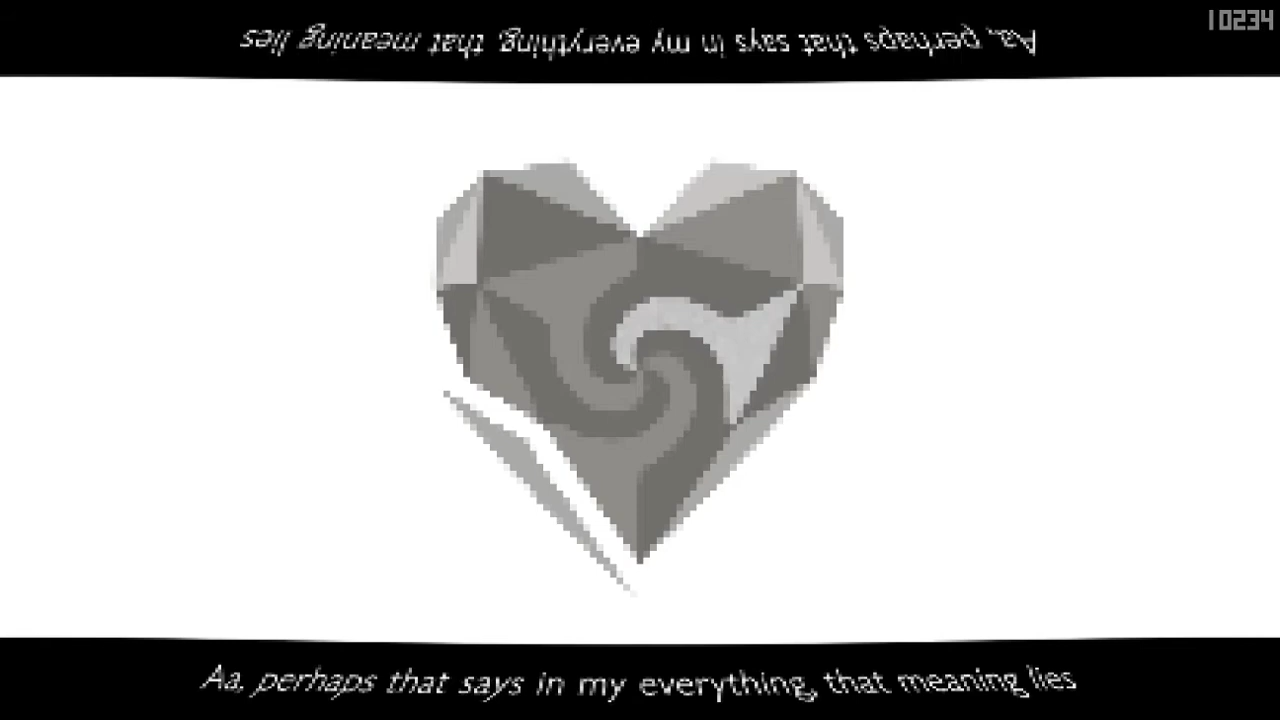 10234
Aa, perhaps that says in my everything, that meaning lies
Aa, perhaps that says in my everything, that meaning lies